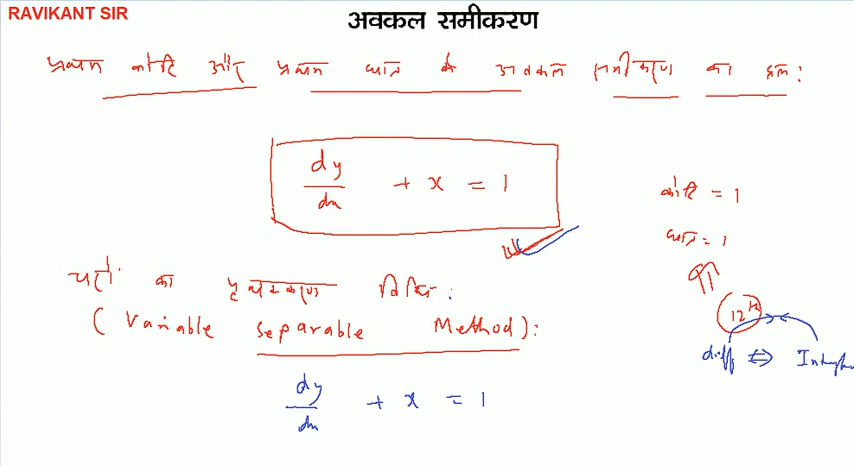 RAVIKANT SIR
अवकल समीकरण
प्रथम कोटि और प्रथम घात के अवकल समीकरण का हल :
dy/dx + x = 1
कोटि = 1
घात = 1
चरों का पृथक्करण विधि :
12th
(Variable Separable Method) :
diff ⇔
dy/dx + x = 1